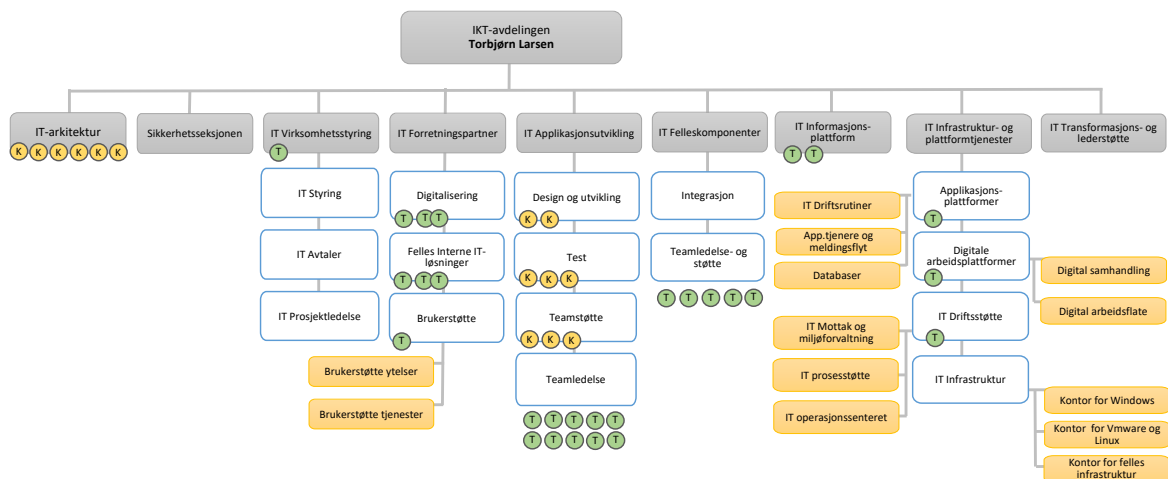 IKT-avdelingen
Torbjørn Larsen
IT-arkitektur
K K K K K K
Sikkerhetsseksjonen
IT Virksomhetsstyring
T
IT Forretningspartner
IT Applikasjonsutvikling
IT Felleskomponenter
IT Informasjons-
plattform
T T
IT Infrastruktur- og
plattformtjenester
IT Transformasjons- og
lederstøtte
IT Styring
IT Avtaler
IT Prosjektledelse
Digitalisering
T T T
Felles Interne IT-
løsninger
T T T
Brukerstøtte
T
Brukerstøtte ytelser
Brukerstøtte tjenester
Design og utvikling
K K
Test
K K K
Teamstøtte
K K K
Teamledelse
T T T T T
T T T T T
Integrasjon
Teamledelse- og
støtte
T T T T T
IT Driftsrutiner
App.tjenere og
meldingsflyt
Databaser
IT Mottak og
miljøforvaltning
IT prosesstøtte
IT operasjonssenteret
Applikasjons-
plattformer
T
Digitale
arbeidsplattformer
T
IT Driftsstøtte
T
IT Infrastruktur
Digital samhandling
Digital arbeidsflate
Kontor for Windows
Kontor for Vmware og
Linux
Kontor for felles
infrastruktur